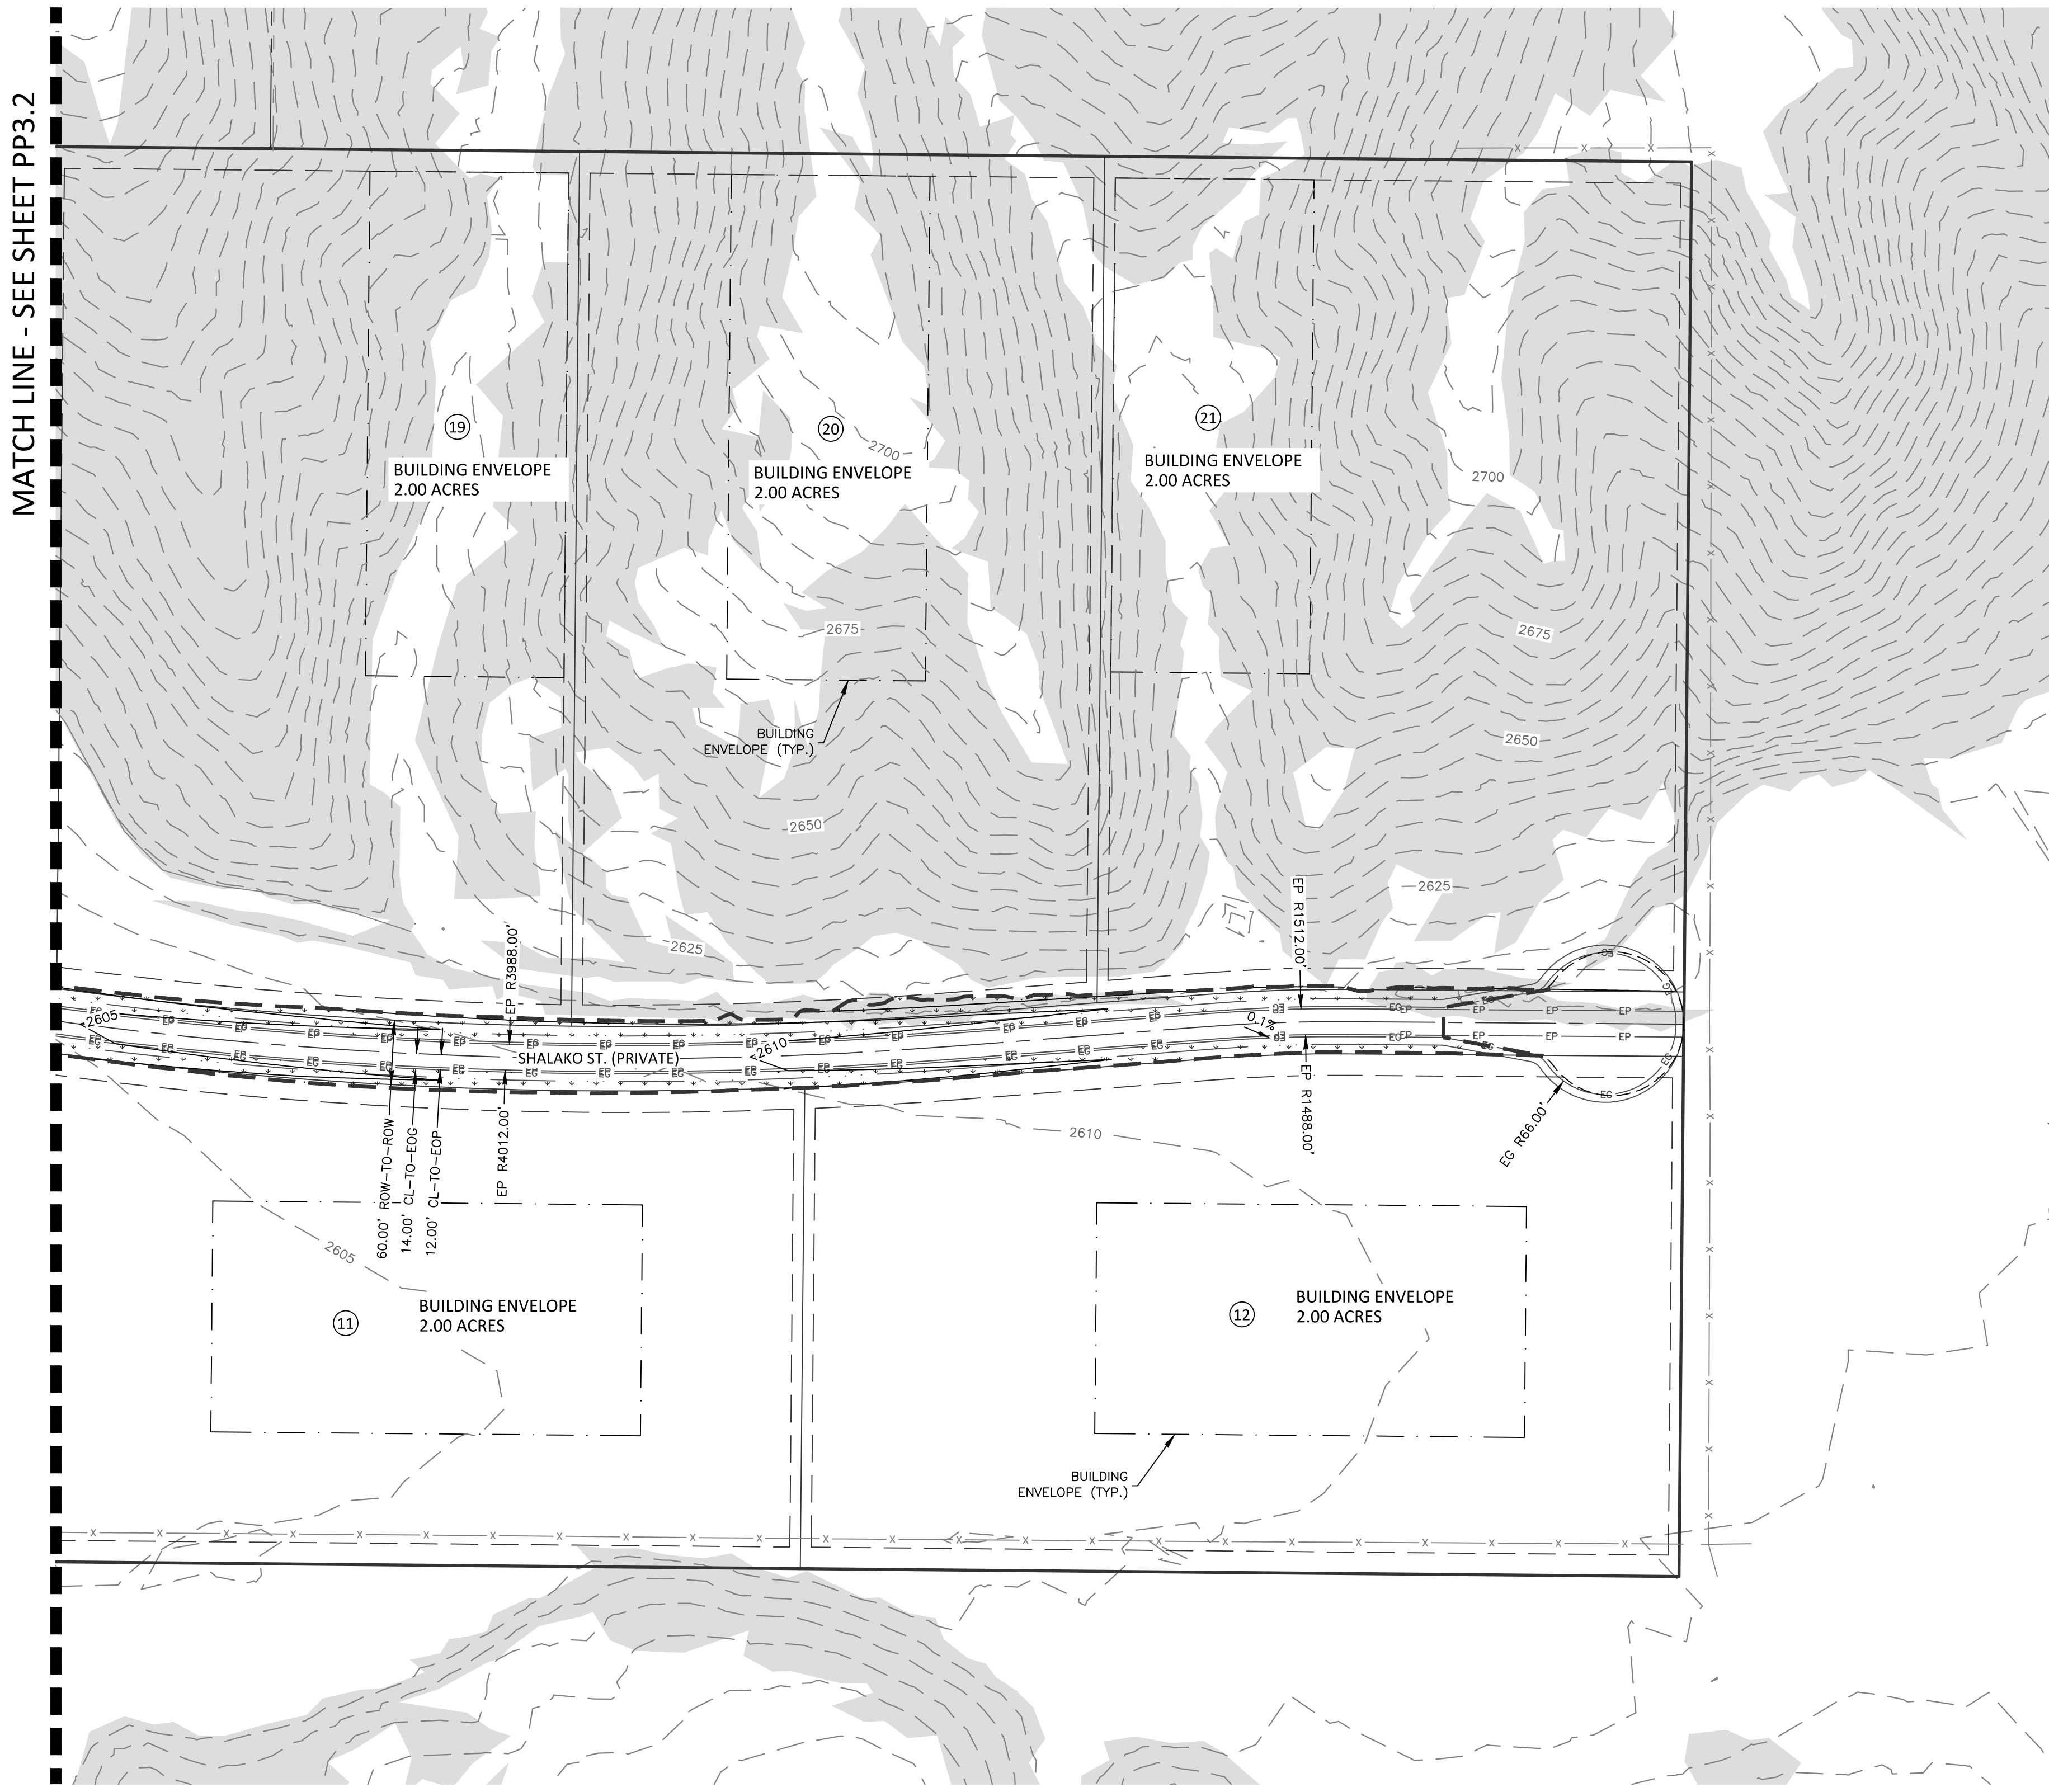 MATCH LINE - SEE SHEET PP3.2
19
BUILDING ENVELOPE
2.00 ACRES
20
2700
BUILDING ENVELOPE
2.00 ACRES
21
BUILDING ENVELOPE
2.00 ACRES
2700
2675
2675
BUILDING
ENVELOPE (TYP.)
2650
2650
2625
2625
EP R3988.00'
EP R1512.00'
2605
SHALAKO ST. (PRIVATE)
2610
0.1%
60.00' ROW-TO-ROW
14.00' CL-TO-EOG
12.00' CL-TO-EOP
EP R4012.00'
EP R1488.00'
EG R66.00'
2610
2605
11
BUILDING ENVELOPE
2.00 ACRES
12
BUILDING ENVELOPE
2.00 ACRES
BUILDING
ENVELOPE (TYP.)